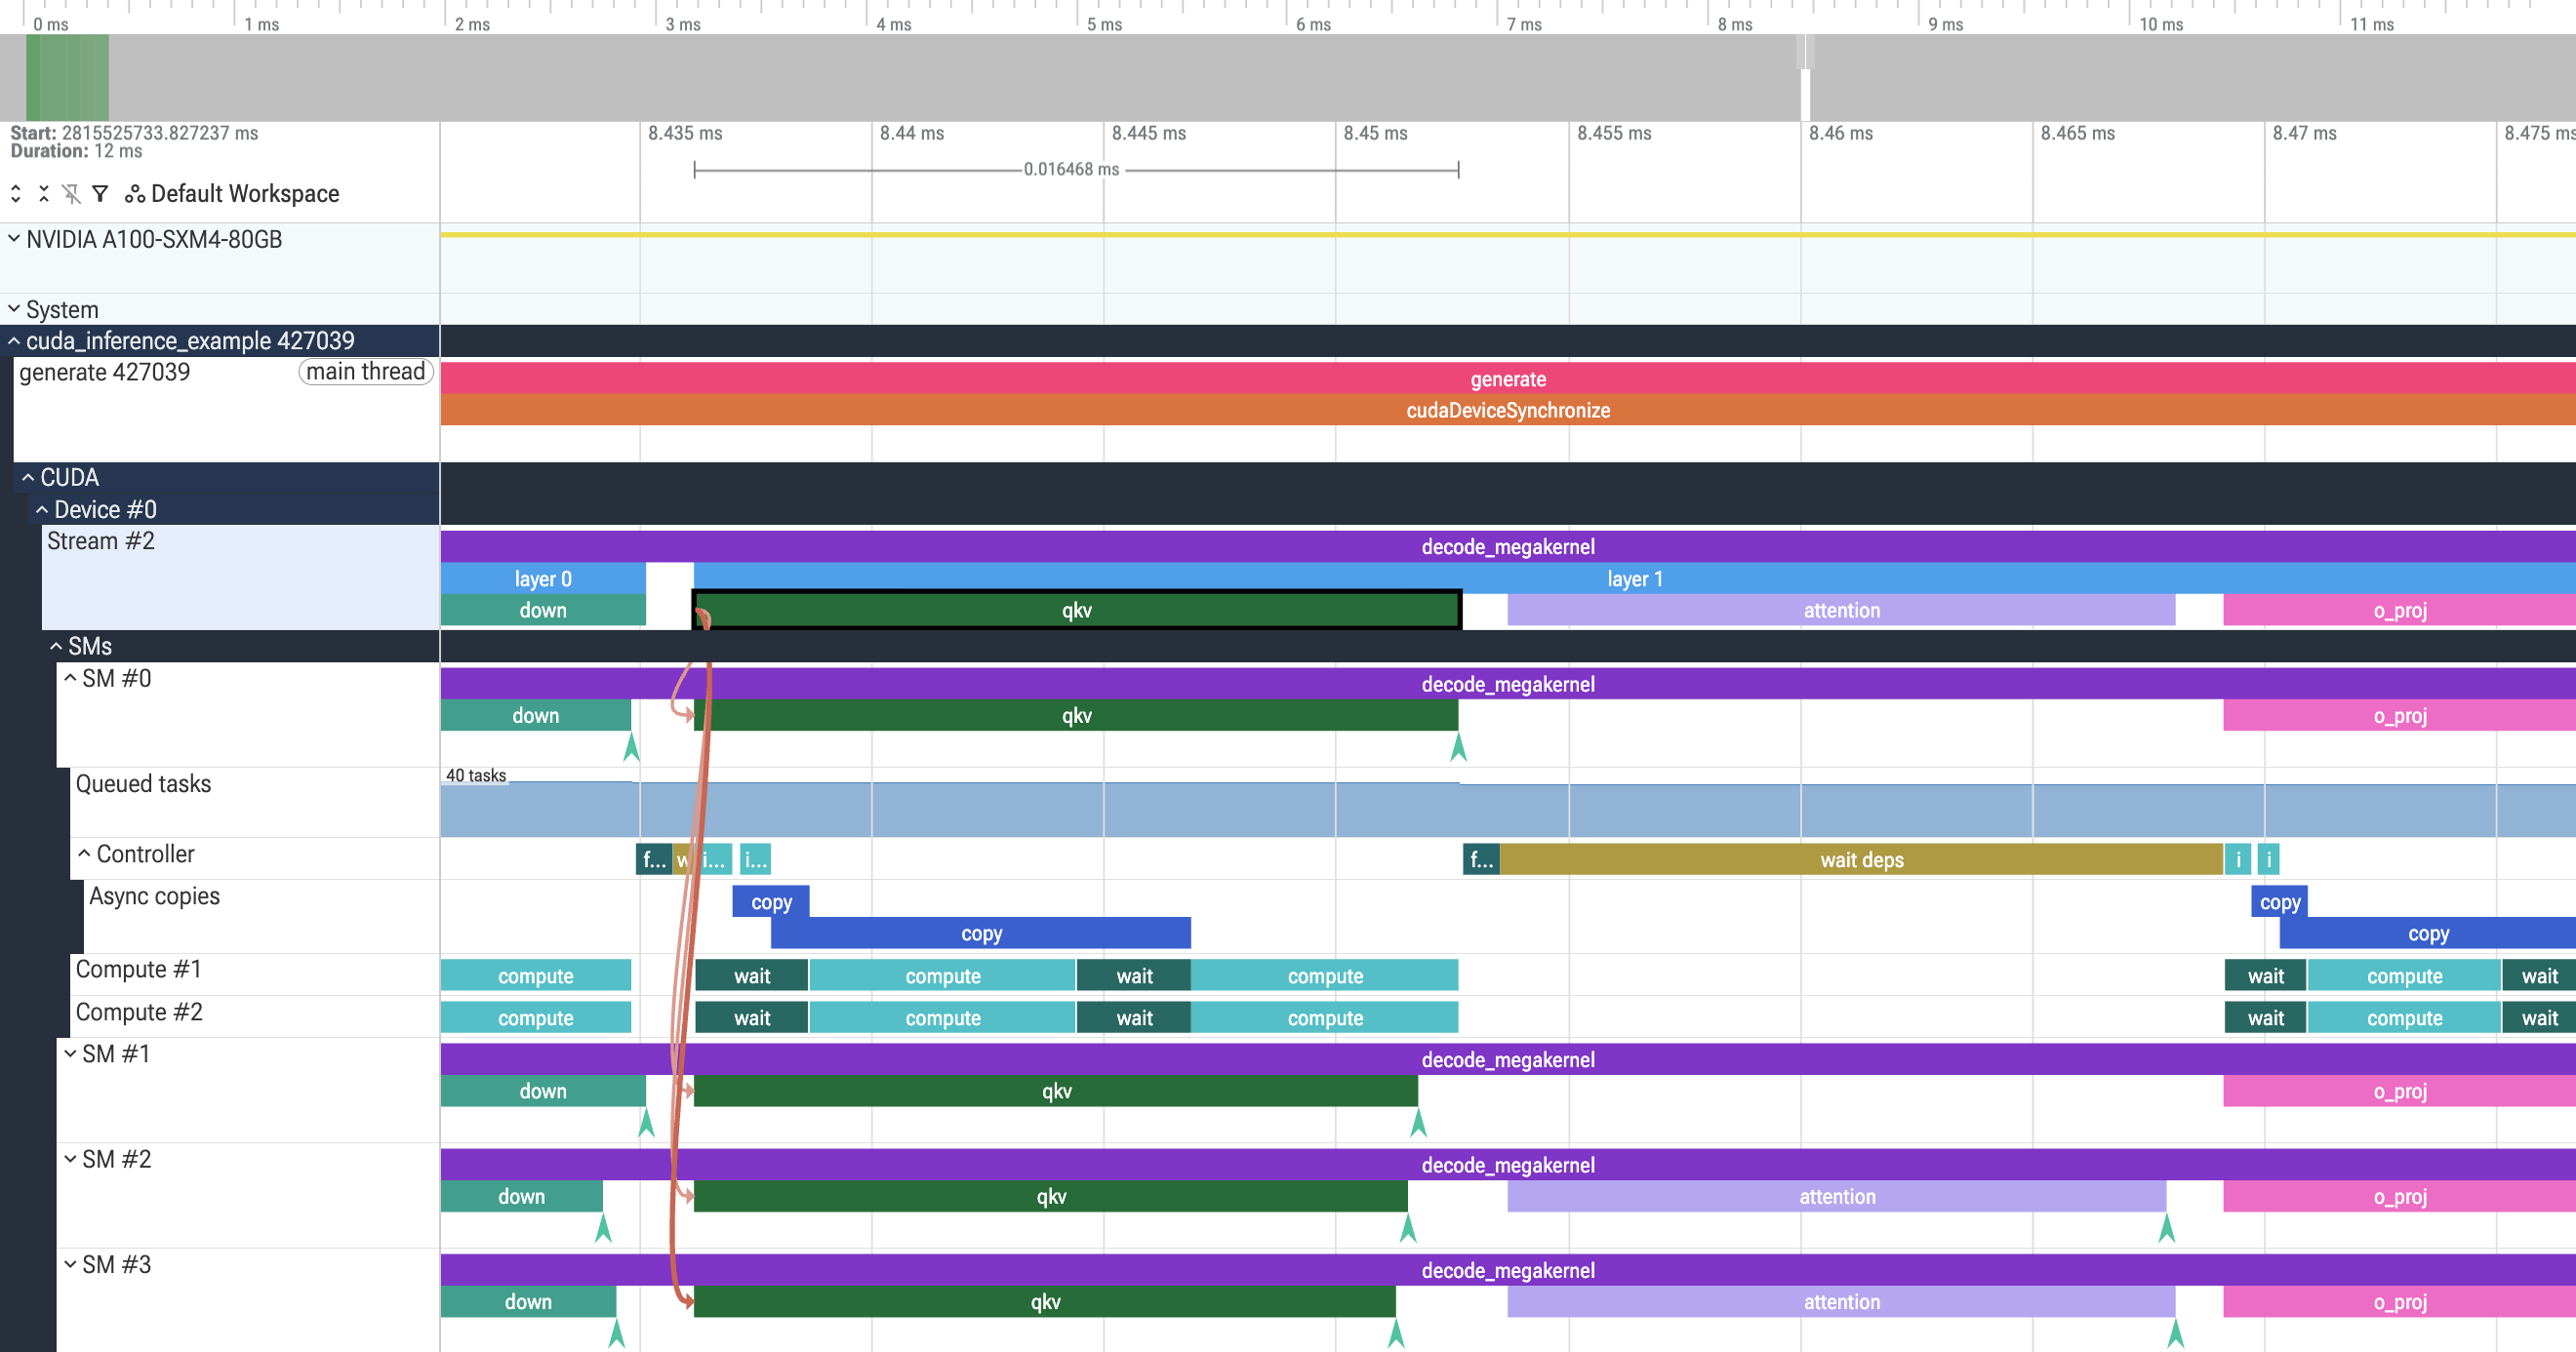 0 ms 1 ms 2 ms 3 ms 4 ms 5 ms 6 ms 7 ms 8 ms 9 ms 10 ms 11 ms
Start: 2815525733.827237 ms
Duration: 12 ms
8.435 ms 8.44 ms 8.445 ms 8.45 ms 8.455 ms 8.46 ms 8.465 ms 8.47 ms 8.475 ms
0.016468 ms
Default Workspace
NVIDIA A100-SXM4-80GB
System
cuda_inference_example 427039
generate 427039 main thread
generate
cudaDeviceSynchronize
CUDA
Device #0
Stream #2
decode_megakernel
layer 0 layer 1
down qkv attention o_proj
SMs
SM #0
decode_megakernel
down qkv o_proj
Queued tasks
40 tasks
Controller
f... w i... i... f... wait deps i i
Async copies
copy copy
copy copy
Compute #1
compute wait compute wait compute wait compute wait
Compute #2
compute wait compute wait compute wait compute wait
SM #1
decode_megakernel
down qkv o_proj
SM #2
decode_megakernel
down qkv attention o_proj
SM #3
decode_megakernel
down qkv attention o_proj